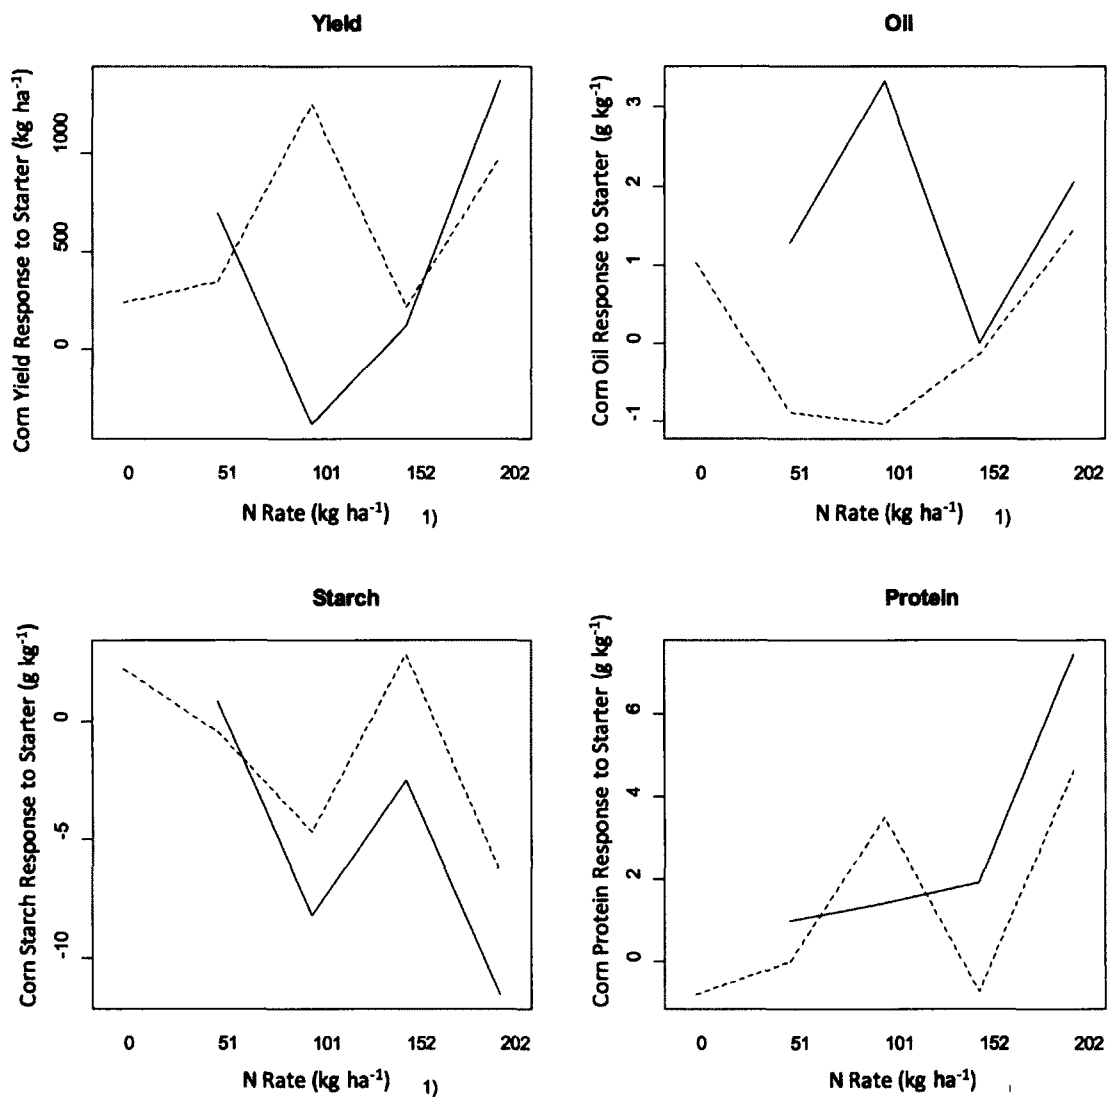 Yield
Corn Yield Response to Starter (kg ha⁻¹)
1000
500
0
0 51 101 152 202
N Rate (kg ha⁻¹) 1)
Oil
Corn Oil Response to Starter (g kg⁻¹)
3
2
1
0
-1
0 51 101 152 202
N Rate (kg ha⁻¹) 1)
Starch
Corn Starch Response to Starter (g kg⁻¹)
0
-5
-10
0 51 101 152 202
N Rate (kg ha⁻¹) 1)
Protein
Corn Protein Response to Starter (g kg⁻¹)
6
4
2
0
0 51 101 152 202
N Rate (kg ha⁻¹)